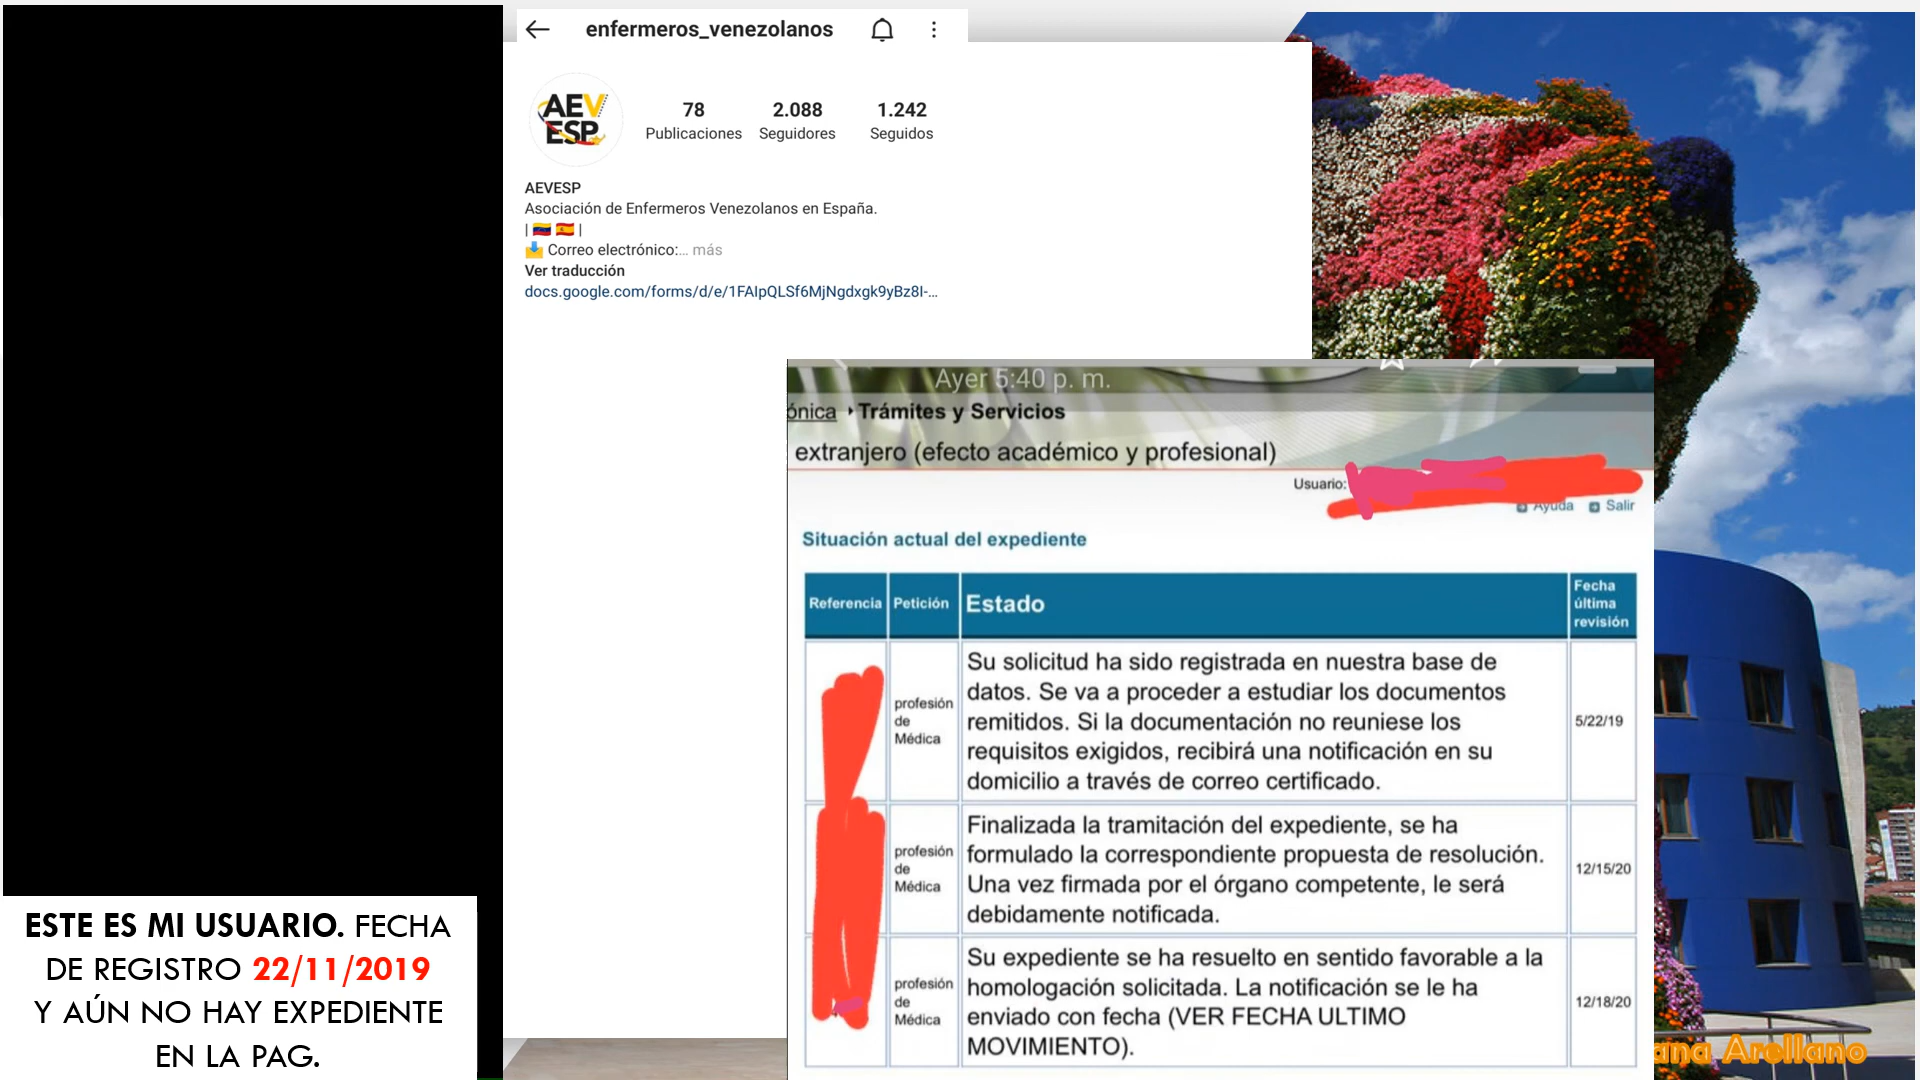 enfermeros_venezolanos
AEV
ESP
78
Publicaciones
2.088
Seguidores
1.242
Seguidos
AEVESP
Asociación de Enfermeros Venezolanos en España.
| 🇻🇪 🇪🇸 |
📩 Correo electrónico:... más
Ver traducción
docs.google.com/forms/d/e/1FAIpQLSf6MjNgdxgk9yBz8I-...
Ayer 5:40 p. m.
ónica ‣ Trámites y Servicios
extranjero (efecto académico y profesional)
Usuario:
Ayuda Salir
Situación actual del expediente
Referencia Petición Estado Fecha última revisión
profesión de Médica
Su solicitud ha sido registrada en nuestra base de
datos. Se va a proceder a estudiar los documentos
remitidos. Si la documentación no reuniese los
requisitos exigidos, recibirá una notificación en su
domicilio a través de correo certificado.
5/22/19
profesión de Médica
Finalizada la tramitación del expediente, se ha
formulado la correspondiente propuesta de resolución.
Una vez firmada por el órgano competente, le será
debidamente notificada.
12/15/20
profesión de Médica
Su expediente se ha resuelto en sentido favorable a la
homologación solicitada. La notificación se le ha
enviado con fecha (VER FECHA ULTIMO
MOVIMIENTO).
12/18/20
ESTE ES MI USUARIO. FECHA
DE REGISTRO 22/11/2019
Y AÚN NO HAY EXPEDIENTE
EN LA PAG.
ana Arellano